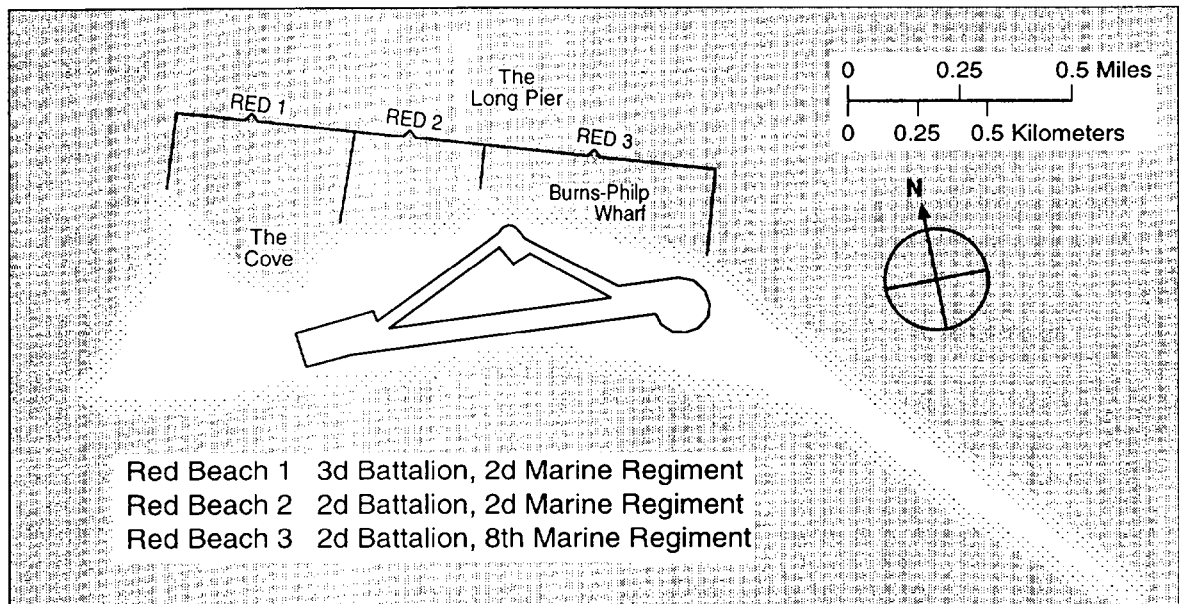 RED 1
The
Cove
RED 2
The
Long Pier
RED 3
Burns-Philp
Wharf
0 0.25 0.5 Miles
0 0.25 0.5 Kilometers
N
Red Beach 1 3d Battalion, 2d Marine Regiment
Red Beach 2 2d Battalion, 2d Marine Regiment
Red Beach 3 2d Battalion, 8th Marine Regiment